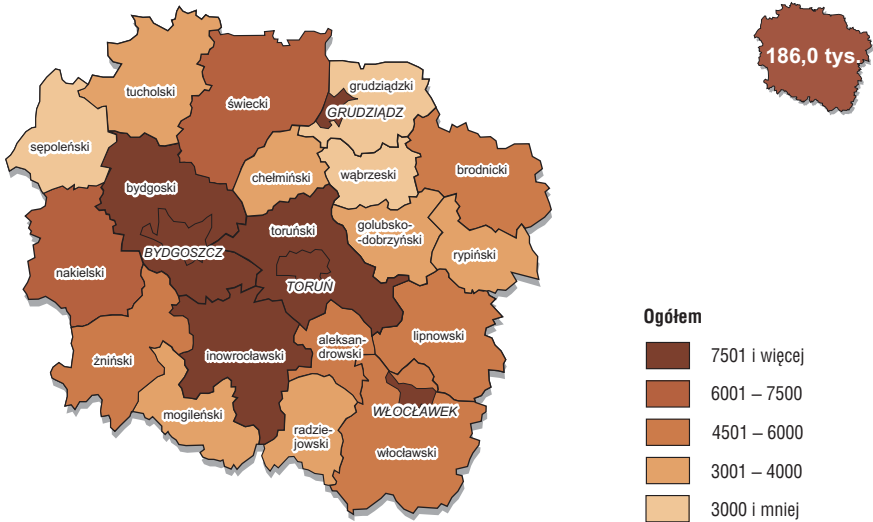 186,0 tys.
tucholski
świecki
grudziądzki
GRUDZIĄDZ
sępoleński
bydgoski
chełmiński
wąbrzeski
brodnicki
toruński
golubsko-
-dobrzyński
rypiński
BYDGOSZCZ
TORUŃ
nakielski
żniński
inowrocławski
aleksan-
drowski
lipnowski
mogileński
radzie-
jowski
WŁOCŁAWEK
włocławski
Ogółem
7501 i więcej
6001 – 7500
4501 – 6000
3001 – 4000
3000 i mniej